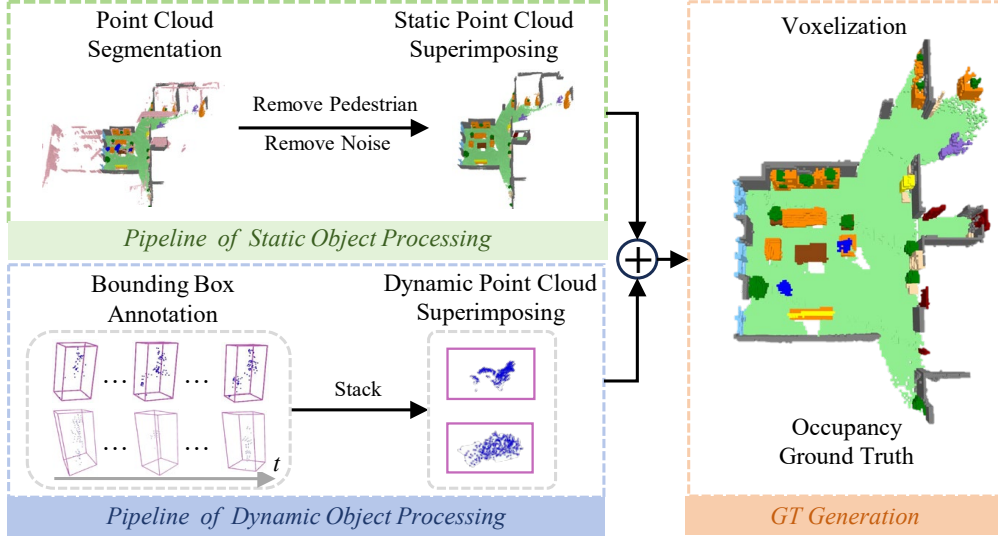 Point Cloud
Segmentation
Static Point Cloud
Superimposing
Remove Pedestrian
Remove Noise
Pipeline of Static Object Processing
Bounding Box
Annotation
Dynamic Point Cloud
Superimposing
... ...
Stack
... ...
t
Pipeline of Dynamic Object Processing
Voxelization
Occupancy
Ground Truth
GT Generation